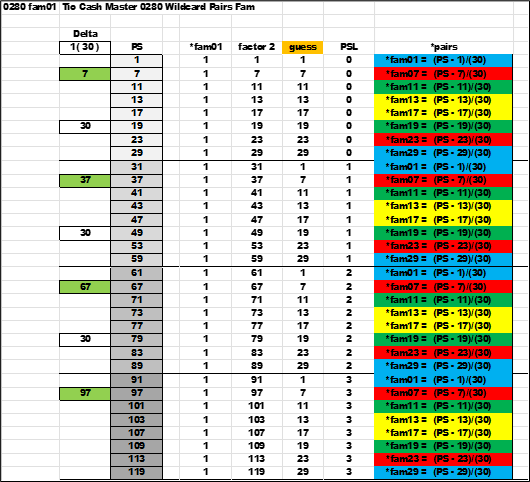 0280 fam01 Tio Cash Master 0280 Wildcard Pairs Fam
Delta
1( 30 ) PS *fam01 factor 2 guess PSL *pairs
1 1 1 1 0 *fam01 = (PS - 1)/(30)
7 7 1 7 7 0 *fam07 = (PS - 7)/(30)
11 1 11 11 0 *fam11 = (PS - 11)/(30)
13 1 13 13 0 *fam13 = (PS - 13)/(30)
17 1 17 17 0 *fam17 = (PS - 17)/(30)
30 19 1 19 19 0 *fam19 = (PS - 19)/(30)
23 1 23 23 0 *fam23 = (PS - 23)/(30)
29 1 29 29 0 *fam29 = (PS - 29)/(30)
31 1 31 1 1 *fam01 = (PS - 1)/(30)
37 37 1 37 7 1 *fam07 = (PS - 7)/(30)
41 1 41 11 1 *fam11 = (PS - 11)/(30)
43 1 43 13 1 *fam13 = (PS - 13)/(30)
47 1 47 17 1 *fam17 = (PS - 17)/(30)
30 49 1 49 19 1 *fam19 = (PS - 19)/(30)
53 1 53 23 1 *fam23 = (PS - 23)/(30)
59 1 59 29 1 *fam29 = (PS - 29)/(30)
61 1 61 1 2 *fam01 = (PS - 1)/(30)
67 67 1 67 7 2 *fam07 = (PS - 7)/(30)
71 1 71 11 2 *fam11 = (PS - 11)/(30)
73 1 73 13 2 *fam13 = (PS - 13)/(30)
77 1 77 17 2 *fam17 = (PS - 17)/(30)
30 79 1 79 19 2 *fam19 = (PS - 19)/(30)
83 1 83 23 2 *fam23 = (PS - 23)/(30)
89 1 89 29 2 *fam29 = (PS - 29)/(30)
91 1 91 1 3 *fam01 = (PS - 1)/(30)
97 97 1 97 7 3 *fam07 = (PS - 7)/(30)
101 1 101 11 3 *fam11 = (PS - 11)/(30)
103 1 103 13 3 *fam13 = (PS - 13)/(30)
107 1 107 17 3 *fam17 = (PS - 17)/(30)
109 1 109 19 3 *fam19 = (PS - 19)/(30)
113 1 113 23 3 *fam23 = (PS - 23)/(30)
119 1 119 29 3 *fam29 = (PS - 29)/(30)